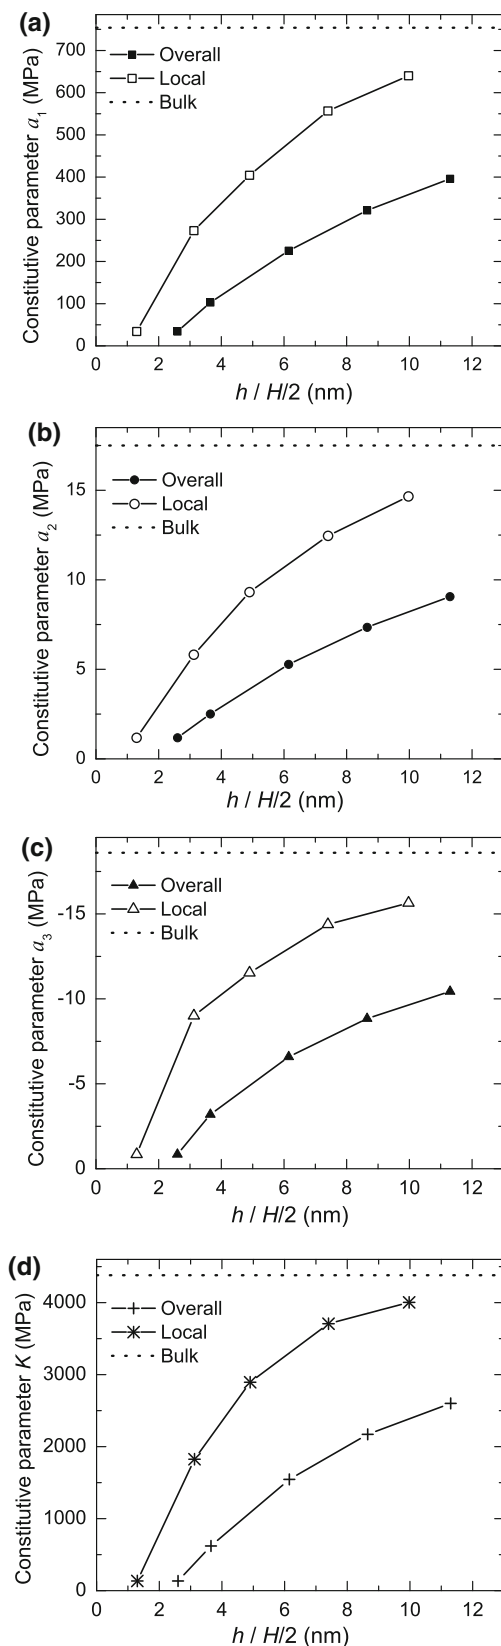 (a)
Constitutive parameter a₁ (MPa)
700
600
500
400
300
200
100
0
Overall
Local
Bulk
0 2 4 6 8 10 12
h / H/2 (nm)
(b)
Constitutive parameter a₂ (MPa)
15
10
5
0
Overall
Local
Bulk
0 2 4 6 8 10 12
h / H/2 (nm)
(c)
Constitutive parameter a₃ (MPa)
-15
-10
-5
0
Overall
Local
Bulk
0 2 4 6 8 10 12
h / H/2 (nm)
(d)
Constitutive parameter K (MPa)
4000
3000
2000
1000
0
Overall
Local
Bulk
0 2 4 6 8 10 12
h / H/2 (nm)